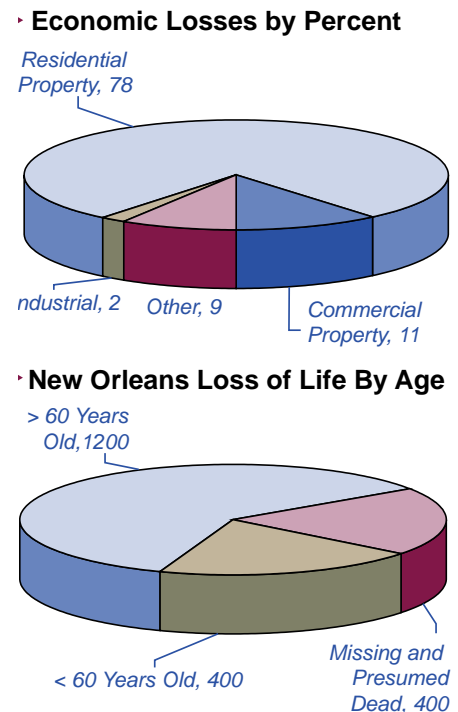 Economic Losses by Percent
Residential
Property, 78
ndustrial, 2
Other, 9
Commercial
Property, 11
New Orleans Loss of Life By Age
> 60 Years
Old,1200
< 60 Years Old, 400
Missing and
Presumed
Dead, 400